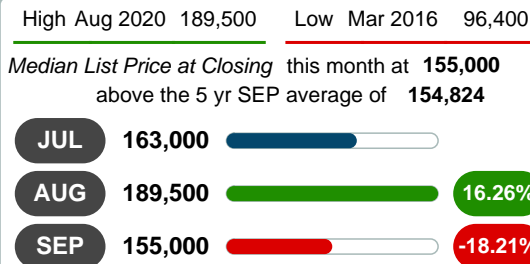 High Aug 2020 189,500 Low Mar 2016 96,400
Median List Price at Closing this month at 155,000
above the 5 yr SEP average of 154,824
JUL 163,000
AUG 189,500 16.26%
SEP 155,000 -18.21%